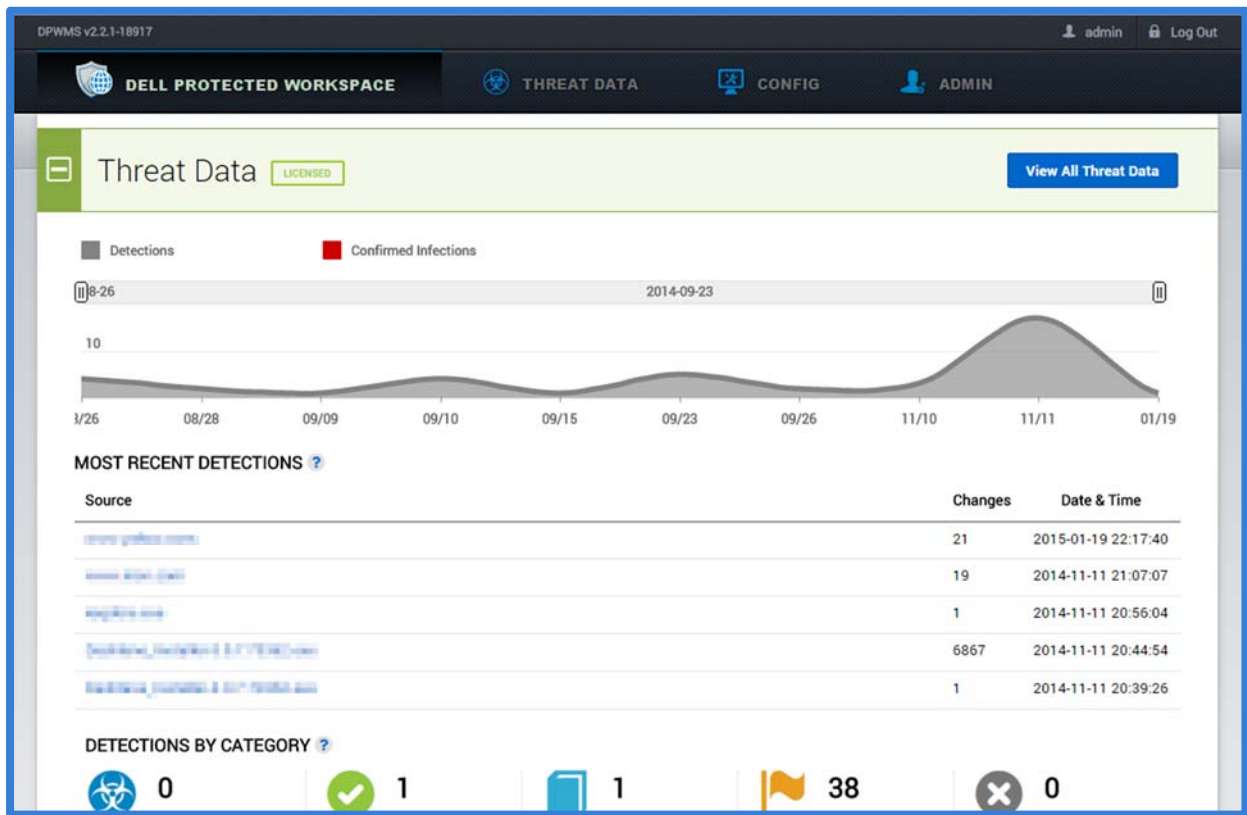 DPWMS v2.2.1-18917 admin Log Out
DELL PROTECTED WORKSPACE THREAT DATA CONFIG ADMIN
Threat Data LICENSED View All Threat Data
Detections Confirmed Infections
8-26 2014-09-23
10
/26 08/28 09/09 09/10 09/15 09/23 09/26 11/10 11/11 01/19
MOST RECENT DETECTIONS ?
Source Changes Date & Time
21 2015-01-19 22:17:40
19 2014-11-11 21:07:07
1 2014-11-11 20:56:04
6867 2014-11-11 20:44:54
1 2014-11-11 20:39:26
DETECTIONS BY CATEGORY ?
0 1 1 38 0